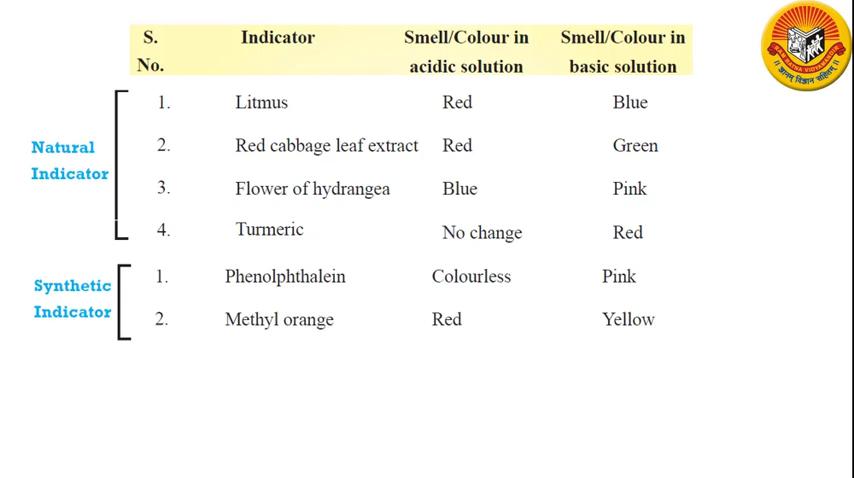 S. Indicator Smell/Colour in Smell/Colour in
No. acidic solution basic solution
1. Litmus Red Blue
Natural 2. Red cabbage leaf extract Red Green
Indicator 3. Flower of hydrangea Blue Pink
4. Turmeric No change Red
Synthetic 1. Phenolphthalein Colourless Pink
Indicator 2. Methyl orange Red Yellow